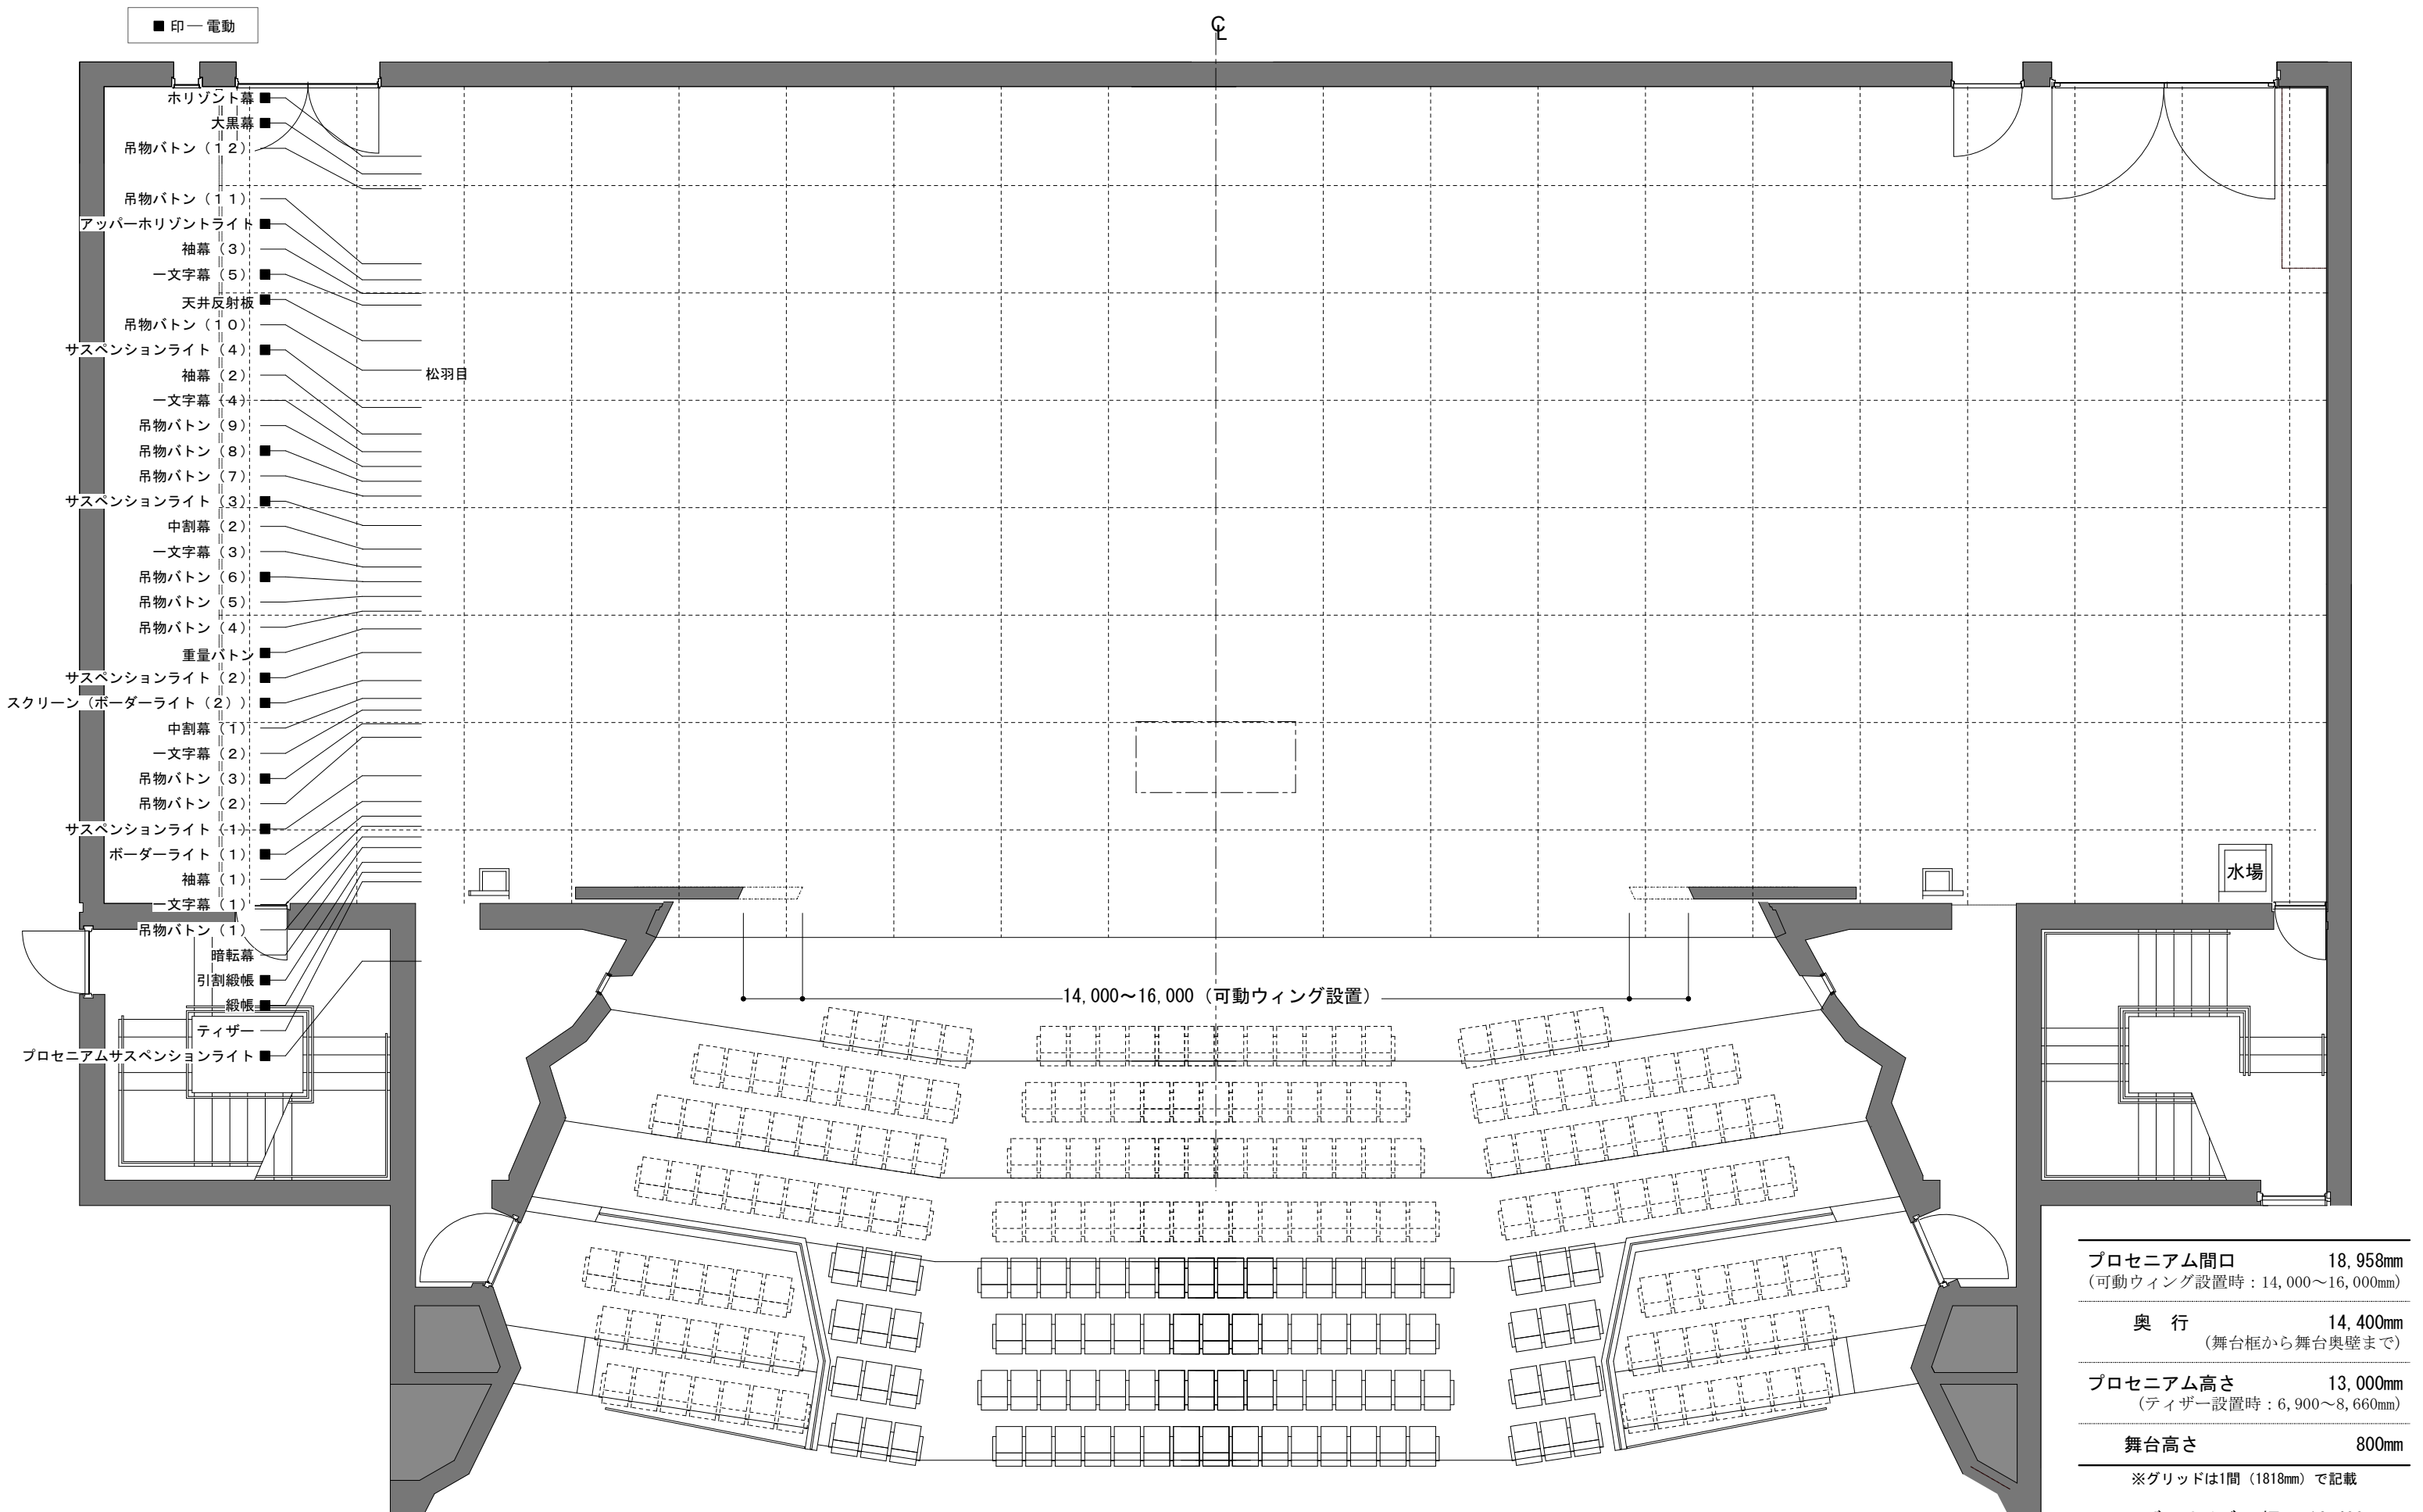 ■ 印 ― 電動
℄
ホリゾント幕 ■
大黒幕 ■
吊物バトン（１２）
吊物バトン（１１）
アッパーホリゾントライト ■
袖幕（３）
一文字幕（５） ■
天井反射板 ■
吊物バトン（１０）
サスペンションライト（４） ■
松羽目
袖幕（２）
一文字幕（４）
吊物バトン（９）
吊物バトン（８） ■
吊物バトン（７）
サスペンションライト（３） ■
中割幕（２）
一文字幕（３）
吊物バトン（６） ■
吊物バトン（５）
吊物バトン（４）
重量バトン ■
サスペンションライト（２） ■
スクリーン（ボーダーライト（２）） ■
中割幕（１）
一文字幕（２）
吊物バトン（３） ■
吊物バトン（２）
サスペンションライト（１） ■
ボーダーライト（１） ■
袖幕（１）
一文字幕（１）
吊物バトン（１）
暗転幕
引割緞帳 ■
緞帳 ■
ティザー
プロセニアムサスペンションライト ■
水場
14,000～16,000（可動ウィング設置）
プロセニアム間口 18,958mm
（可動ウィング設置時：14,000～16,000mm）
奥 行 14,400mm
（舞台框から舞台奥壁まで）
プロセニアム高さ 13,000mm
（ティザー設置時：6,900～8,660mm）
舞台高さ 800mm
※グリッドは1間（1818mm）で記載